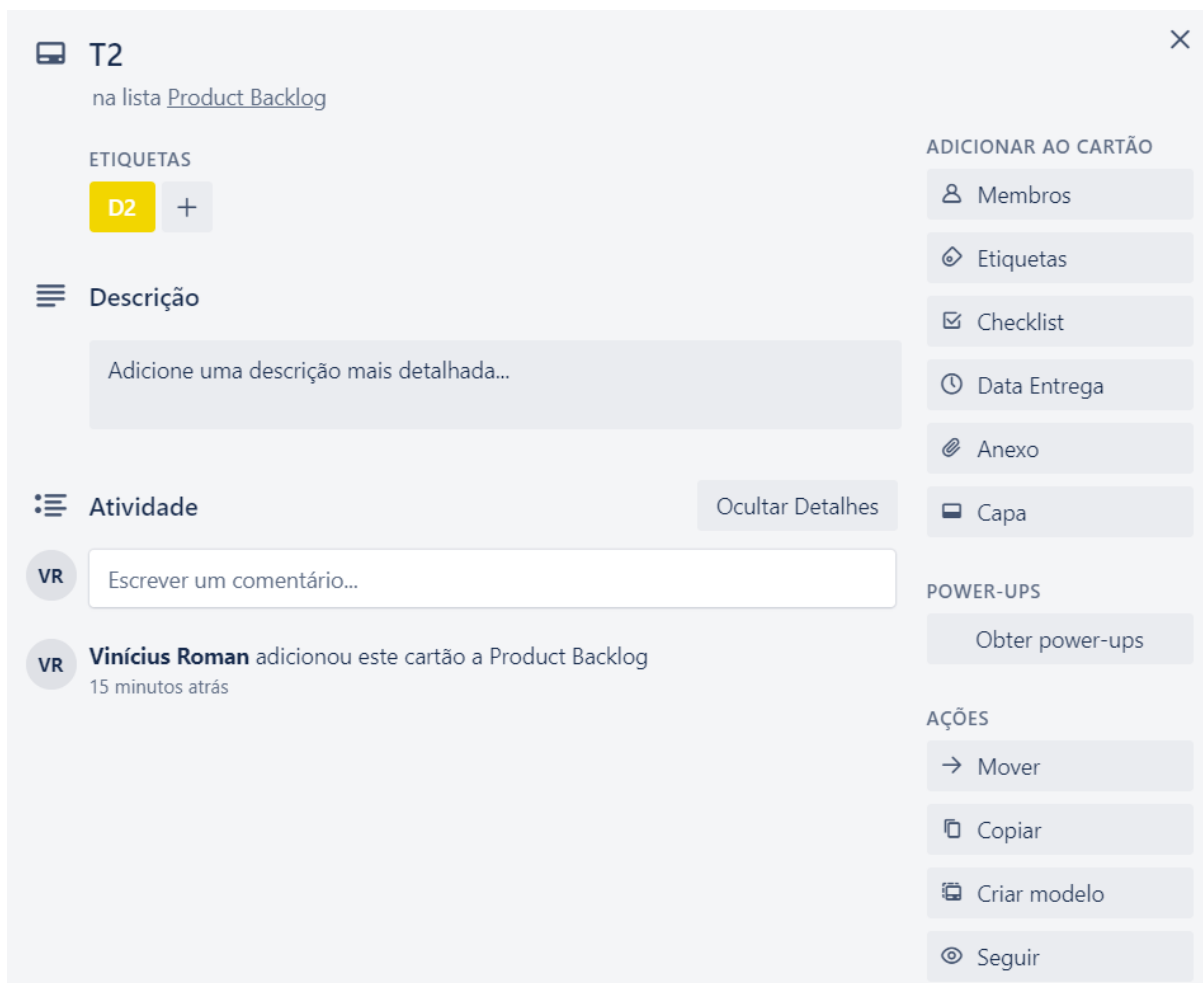 T2
na lista Product Backlog
ETIQUETAS
D2
Descrição
Adicione uma descrição mais detalhada...
Atividade
Ocultar Detalhes
VR
Escrever um comentário...
VR
Vinícius Roman adicionou este cartão a Product Backlog
15 minutos atrás
ADICIONAR AO CARTÃO
Membros
Etiquetas
Checklist
Data Entrega
Anexo
Capa
POWER-UPS
Obter power-ups
AÇÕES
Mover
Copiar
Criar modelo
Seguir